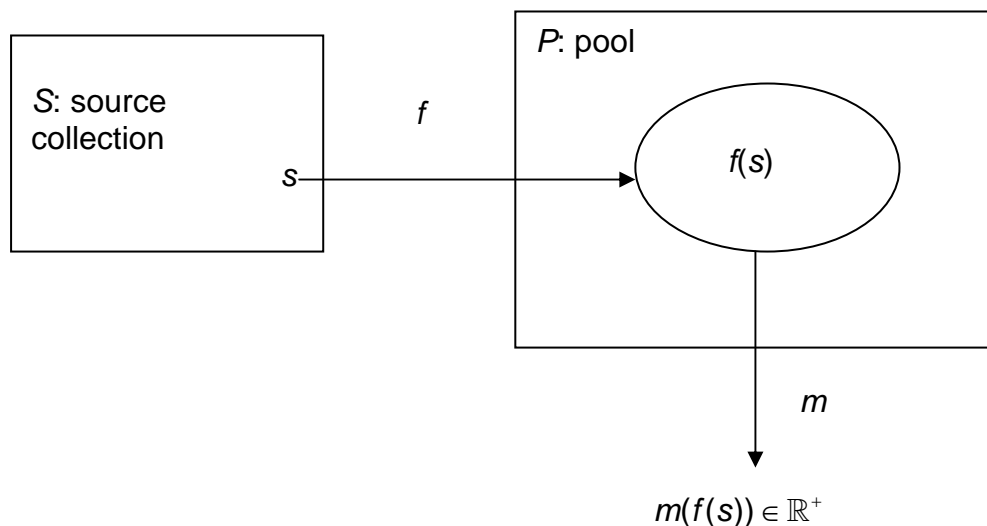 P: pool
S: source
collection
f
s
f(s)
m
m(f(s)) ∈ ℝ⁺